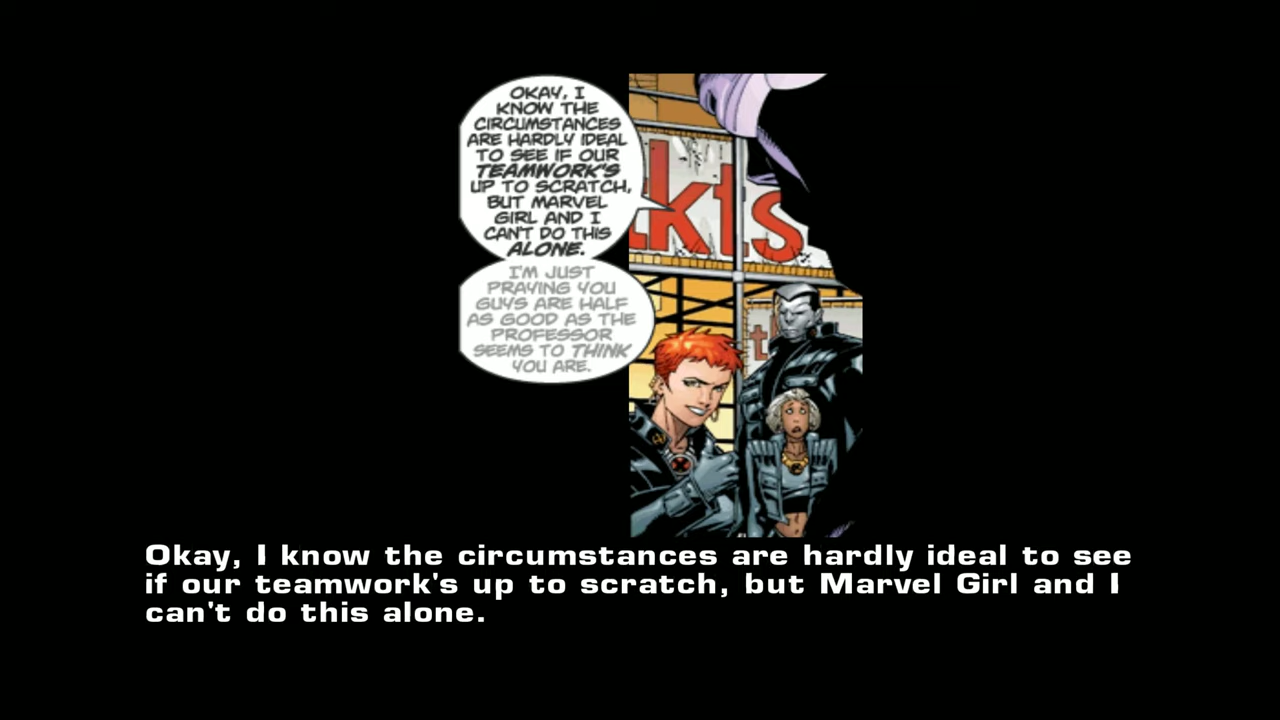 OKAY, I
KNOW THE
CIRCUMSTANCES
ARE HARDLY IDEAL
TO SEE IF OUR
TEAMWORK'S
UP TO SCRATCH,
BUT MARVEL
GIRL AND I
CAN'T DO THIS
ALONE.
I'M JUST
PRAYING YOU
GUYS ARE HALF
AS GOOD AS THE
PROFESSOR
SEEMS TO THINK
YOU ARE.
kts
Okay, I know the circumstances are hardly ideal to see
if our teamwork's up to scratch, but Marvel Girl and I
can't do this alone.